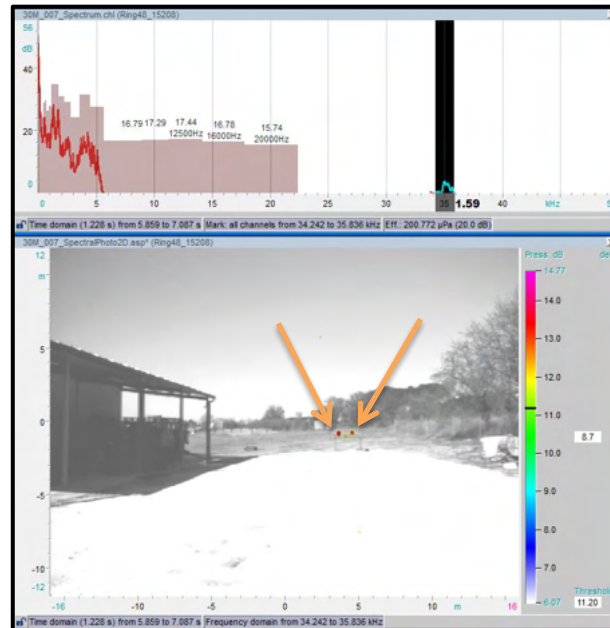 30M_007_Spectrum.chl (Ring48_15208)
56
dB
40
20
0
16.79 17.29 17.44 16.78 15.74
12500Hz 16000Hz 20000Hz
0 5 10 15 20 25 30 35 1.59 40 kHz
Time domain (1.228 s) from 5.859 to 7.087 s Mark: all channels from 34.242 to 35.836 kHz Eff.: 200.772 µPa (20.0 dB)
30M_007_SpectralPhoto2D.asp* (Ring48_15208)
12 Press. dB
m 14.77
14.0
13.0
5
12.0
11.0
0
8.7
10.0
9.0
-5
8.0
7.0
-10 Threshold
6.07 11.20
-12
-16 -10 -5 0 5 10 m 16
Time domain (1.228 s) from 5.859 to 7.087 s Frequency domain from 34.242 to 35.836 kHz